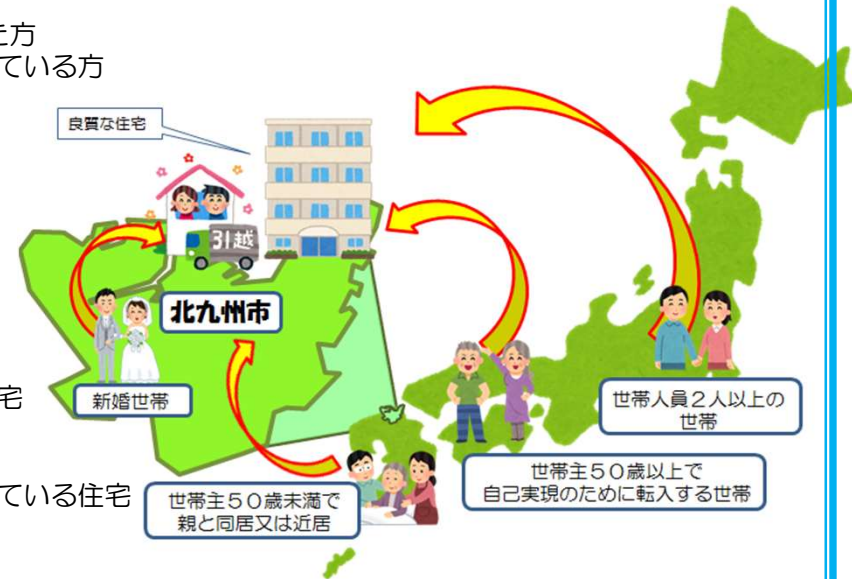 た方
ている方
良質な住宅
引越
北九州市
宅
新婚世帯
世帯人員２人以上の
世帯
ている住宅
世帯主５０歳未満で
親と同居又は近居
世帯主５０歳以上で
自己実現のために転入する世帯